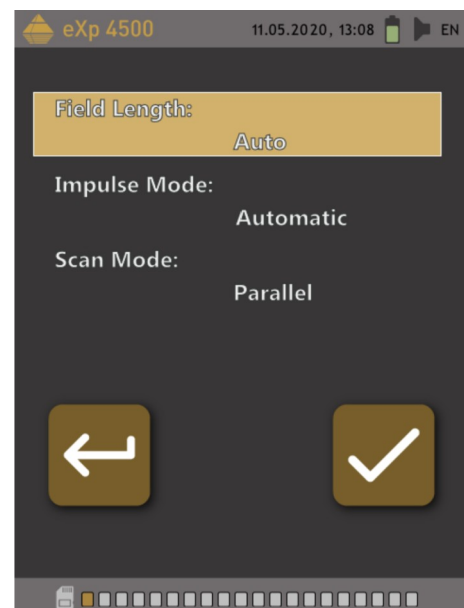 eXp 4500 11.05.2020, 13:08 EN
Field Length:
Auto
Impulse Mode:
Automatic
Scan Mode:
Parallel